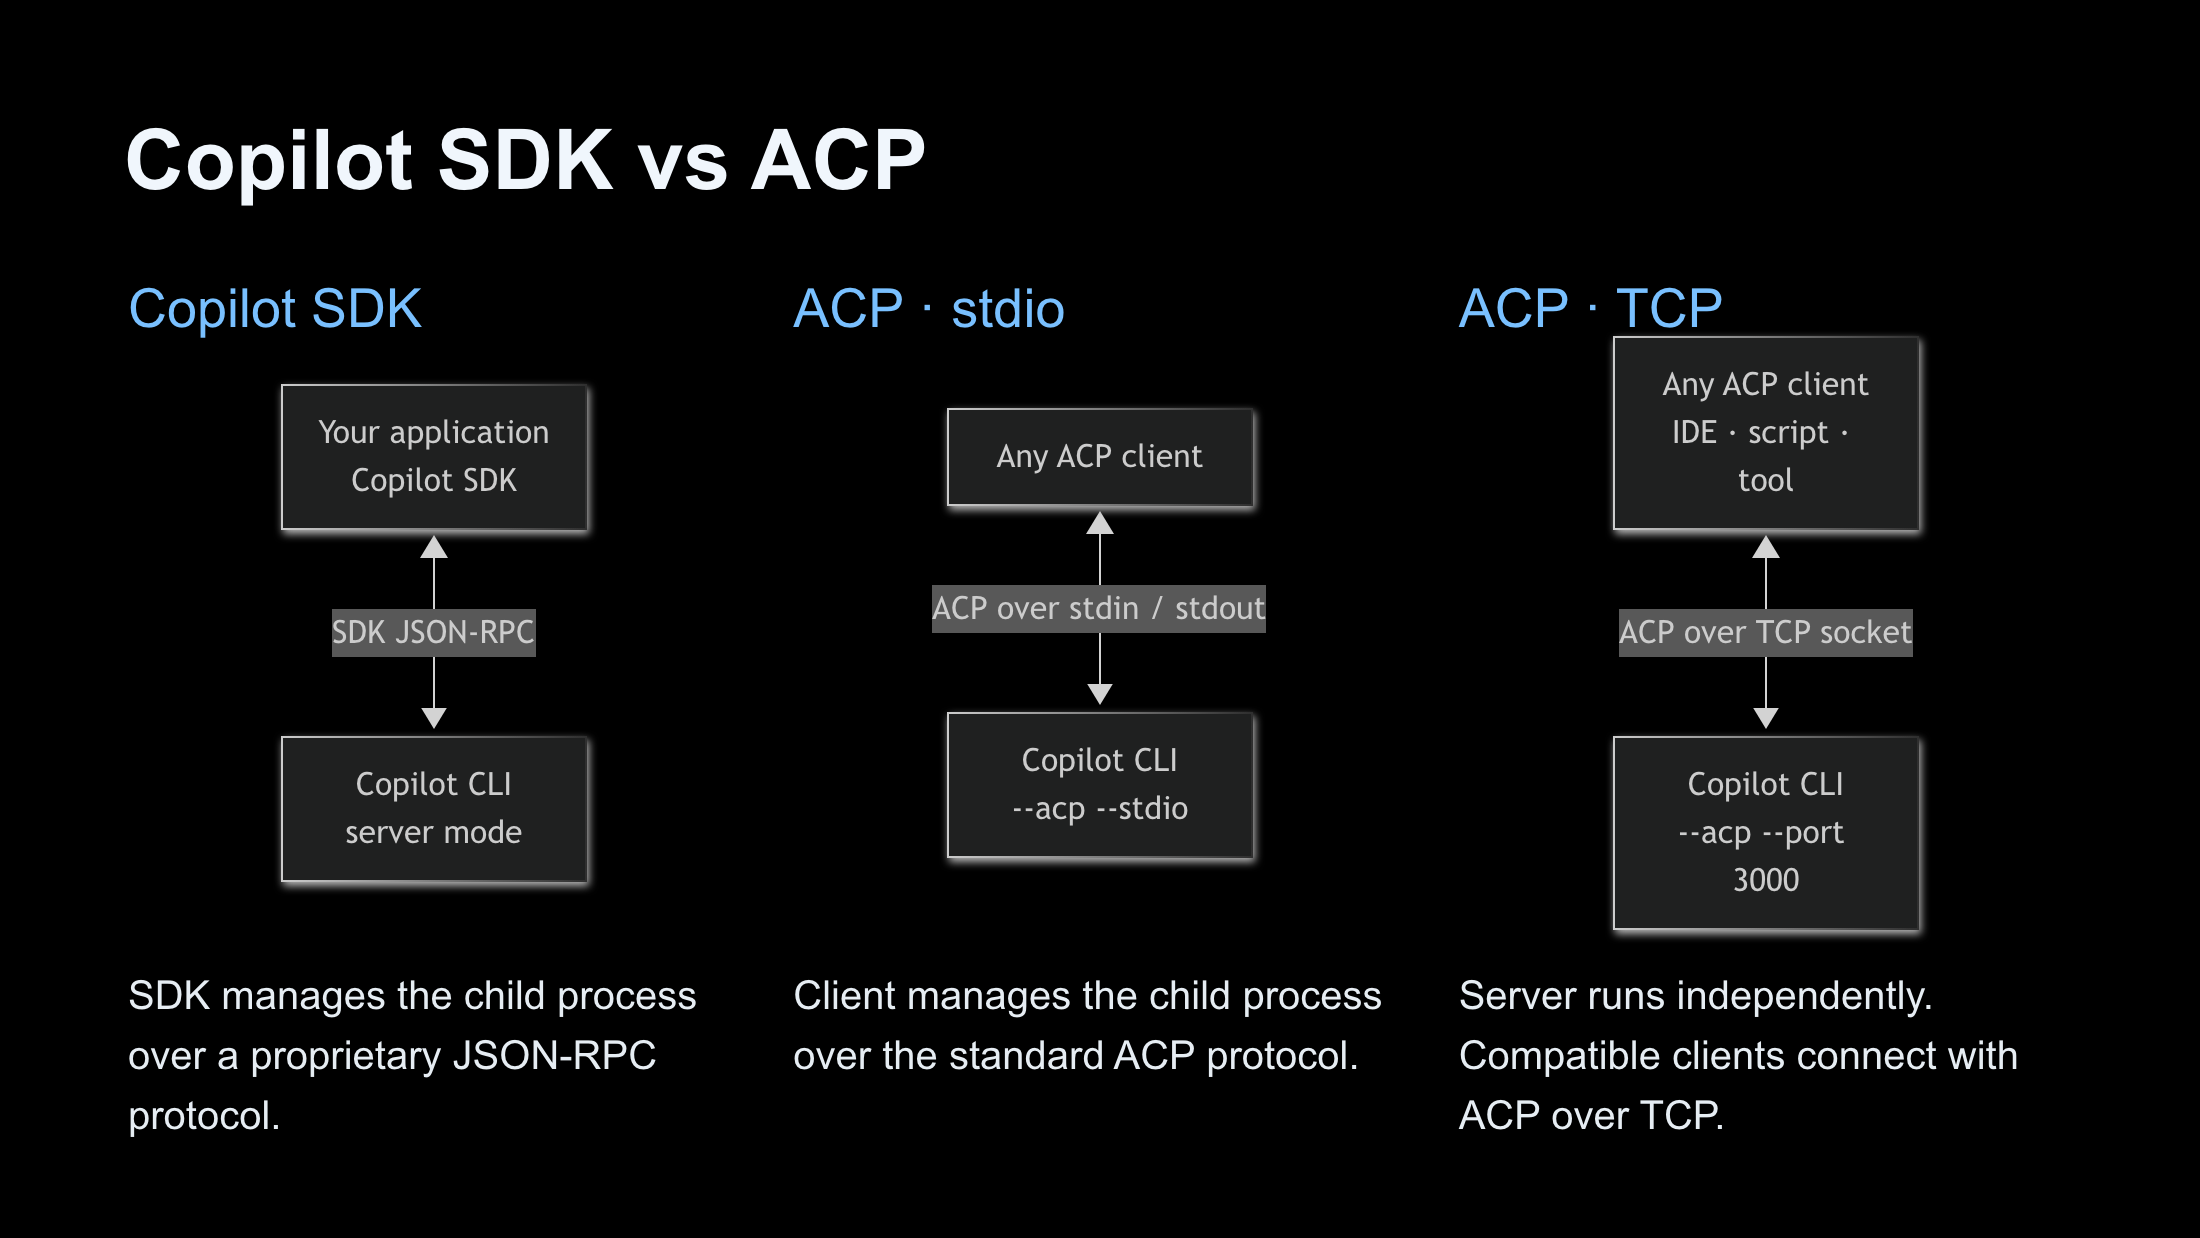 Copilot SDK vs ACP
Copilot SDK
Your application
Copilot SDK
SDK JSON-RPC
Copilot CLI
server mode
SDK manages the child process
over a proprietary JSON-RPC
protocol.
ACP · stdio
Any ACP client
ACP over stdin / stdout
Copilot CLI
--acp --stdio
Client manages the child process
over the standard ACP protocol.
ACP · TCP
Any ACP client
IDE · script ·
tool
ACP over TCP socket
Copilot CLI
--acp --port
3000
Server runs independently.
Compatible clients connect with
ACP over TCP.